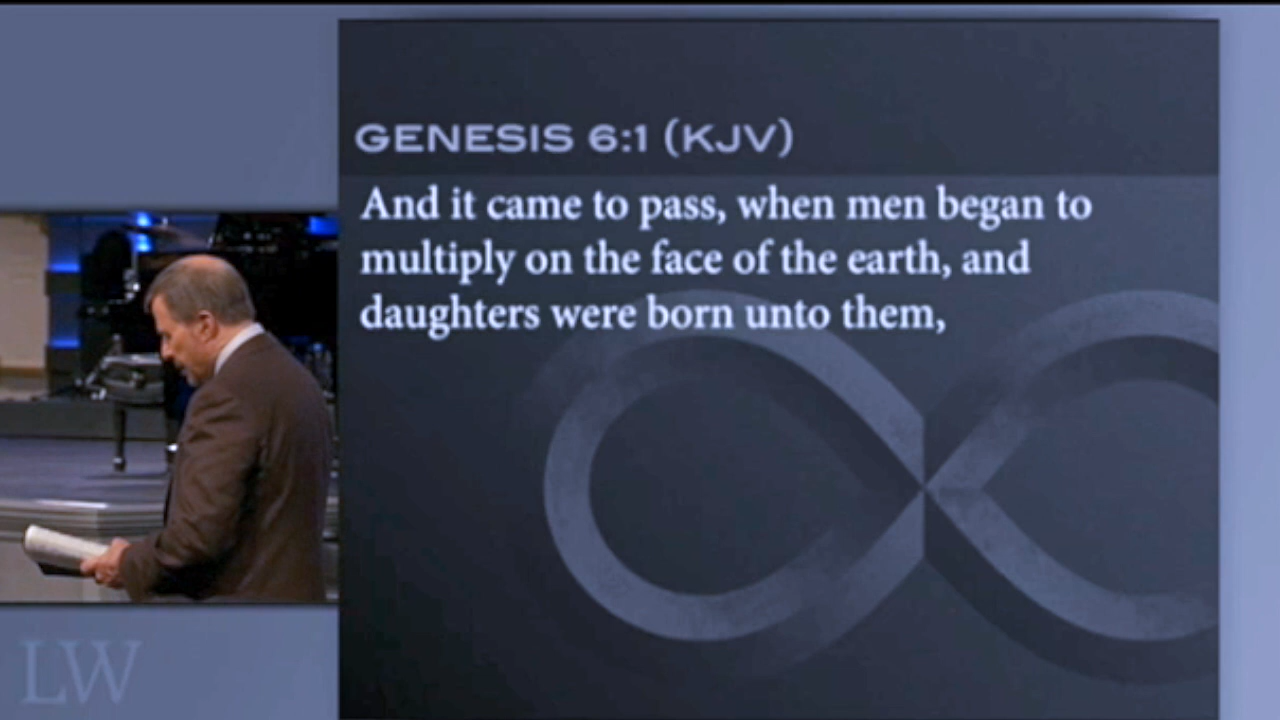 GENESIS 6:1 (KJV)
And it came to pass, when men began to
multiply on the face of the earth, and
daughters were born unto them,
LW